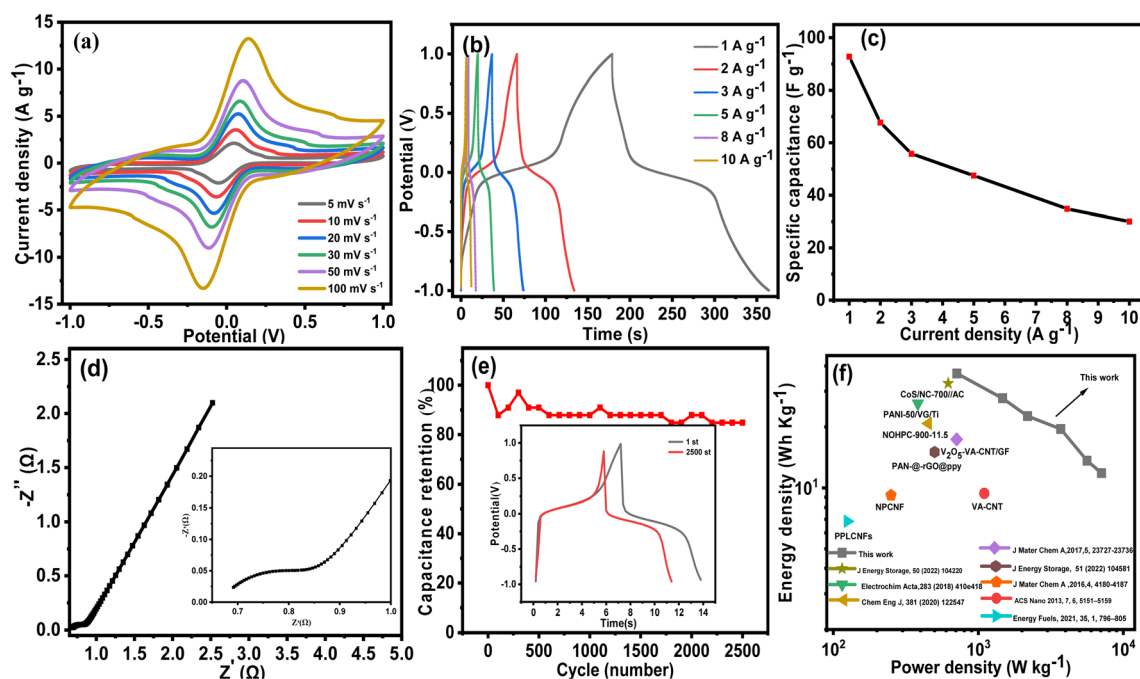 (a)
Current density (A g-1)
15
10
5
0
-5
-10
-15
5 mV s-1
10 mV s-1
20 mV s-1
30 mV s-1
50 mV s-1
100 mV s-1
-1.0 -0.5 0.0 0.5 1.0
Potential (V)
(b)
Potential (V)
1.0
0.5
0.0
-0.5
-1.0
1 A g-1
2 A g-1
3 A g-1
5 A g-1
8 A g-1
10 A g-1
0 50 100 150 200 250 300 350
Time (s)
(c)
Specific capacitance (F g-1)
100
80
60
40
20
0
1 2 3 4 5 6 7 8 9 10
Current density (A g-1)
(d)
-Z″ (Ω)
2.5
2.0
1.5
1.0
0.5
0.0
0.20
0.15
0.10
0.05
0.00
0.7 0.8 0.9 1.0
Z'(Ω)
-Z'(Ω)
1.0 1.5 2.0 2.5 3.0 3.5 4.0 4.5 5.0
Z' (Ω)
(e)
Capacitance retention (%)
120
100
80
60
40
20
0
1 st
2500 st
Potential(V)
1.0
0.5
0.0
-0.5
-1.0
0 2 4 6 8 10 12 14
Time(s)
0 500 1000 1500 2000 2500
Cycle (number)
(f)
Energy density (Wh Kg-1)
10¹
This work
CoS/NC-700//AC
PANI-50/VG/Ti
NOHPC-900-11.5
V2O5-VA-CNT/GF
PAN-@-rGO@ppy
NPCNF
VA-CNT
PPLCNFs
This work
J Energy Storage, 50 (2022) 104220
Electrochim Acta,283 (2018) 410e418
Chem Eng J, 381 (2020) 122547
J Mater Chem A,2017,5, 23727-23736
J Energy Storage, 51 (2022) 104581
J Mater Chem A ,2016,4, 4180-4187
ACS Nano 2013, 7, 6, 5151–5159
Energy Fuels, 2021, 35, 1, 796–805
10² 10³ 10⁴
Power density (W kg-1)